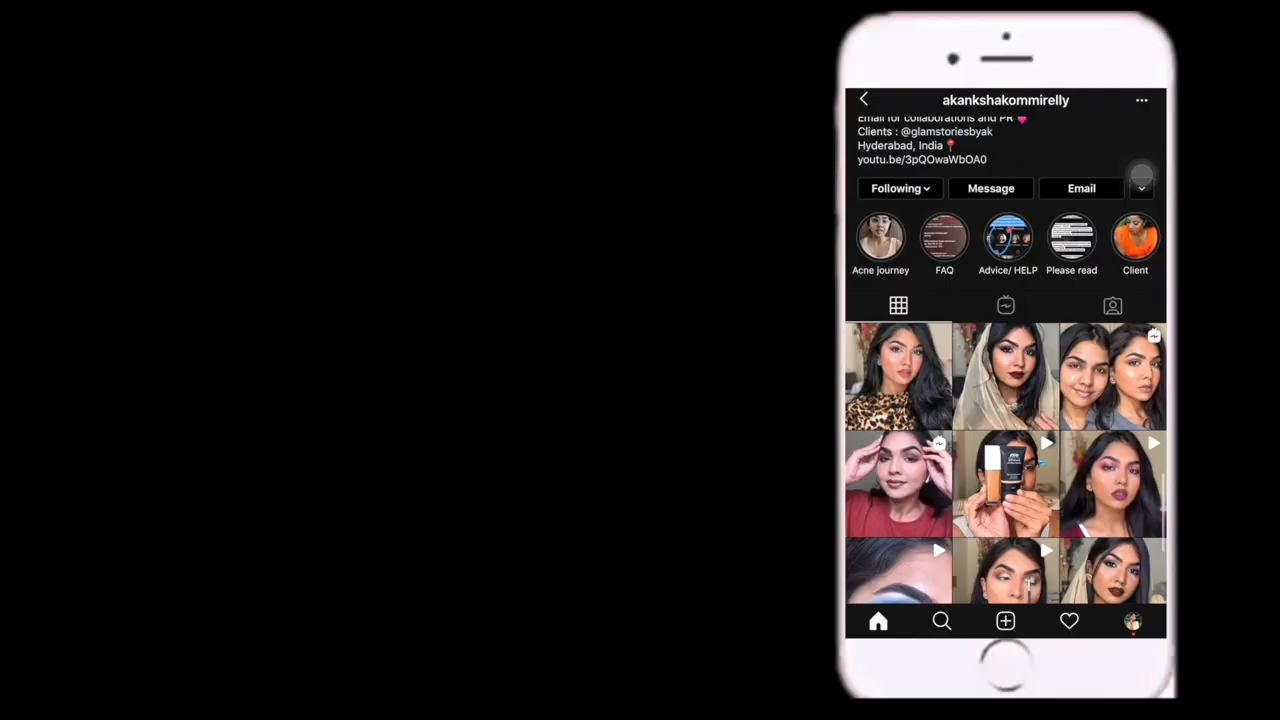 akankshakommirelly
Email for collaborations and PR
Clients : @glamstoriesbyak
Hyderabad, India
youtu.be/3pQOwaWbOA0
Following
Message
Email
Acne journey
FAQ
Advice/ HELP
Please read
Client